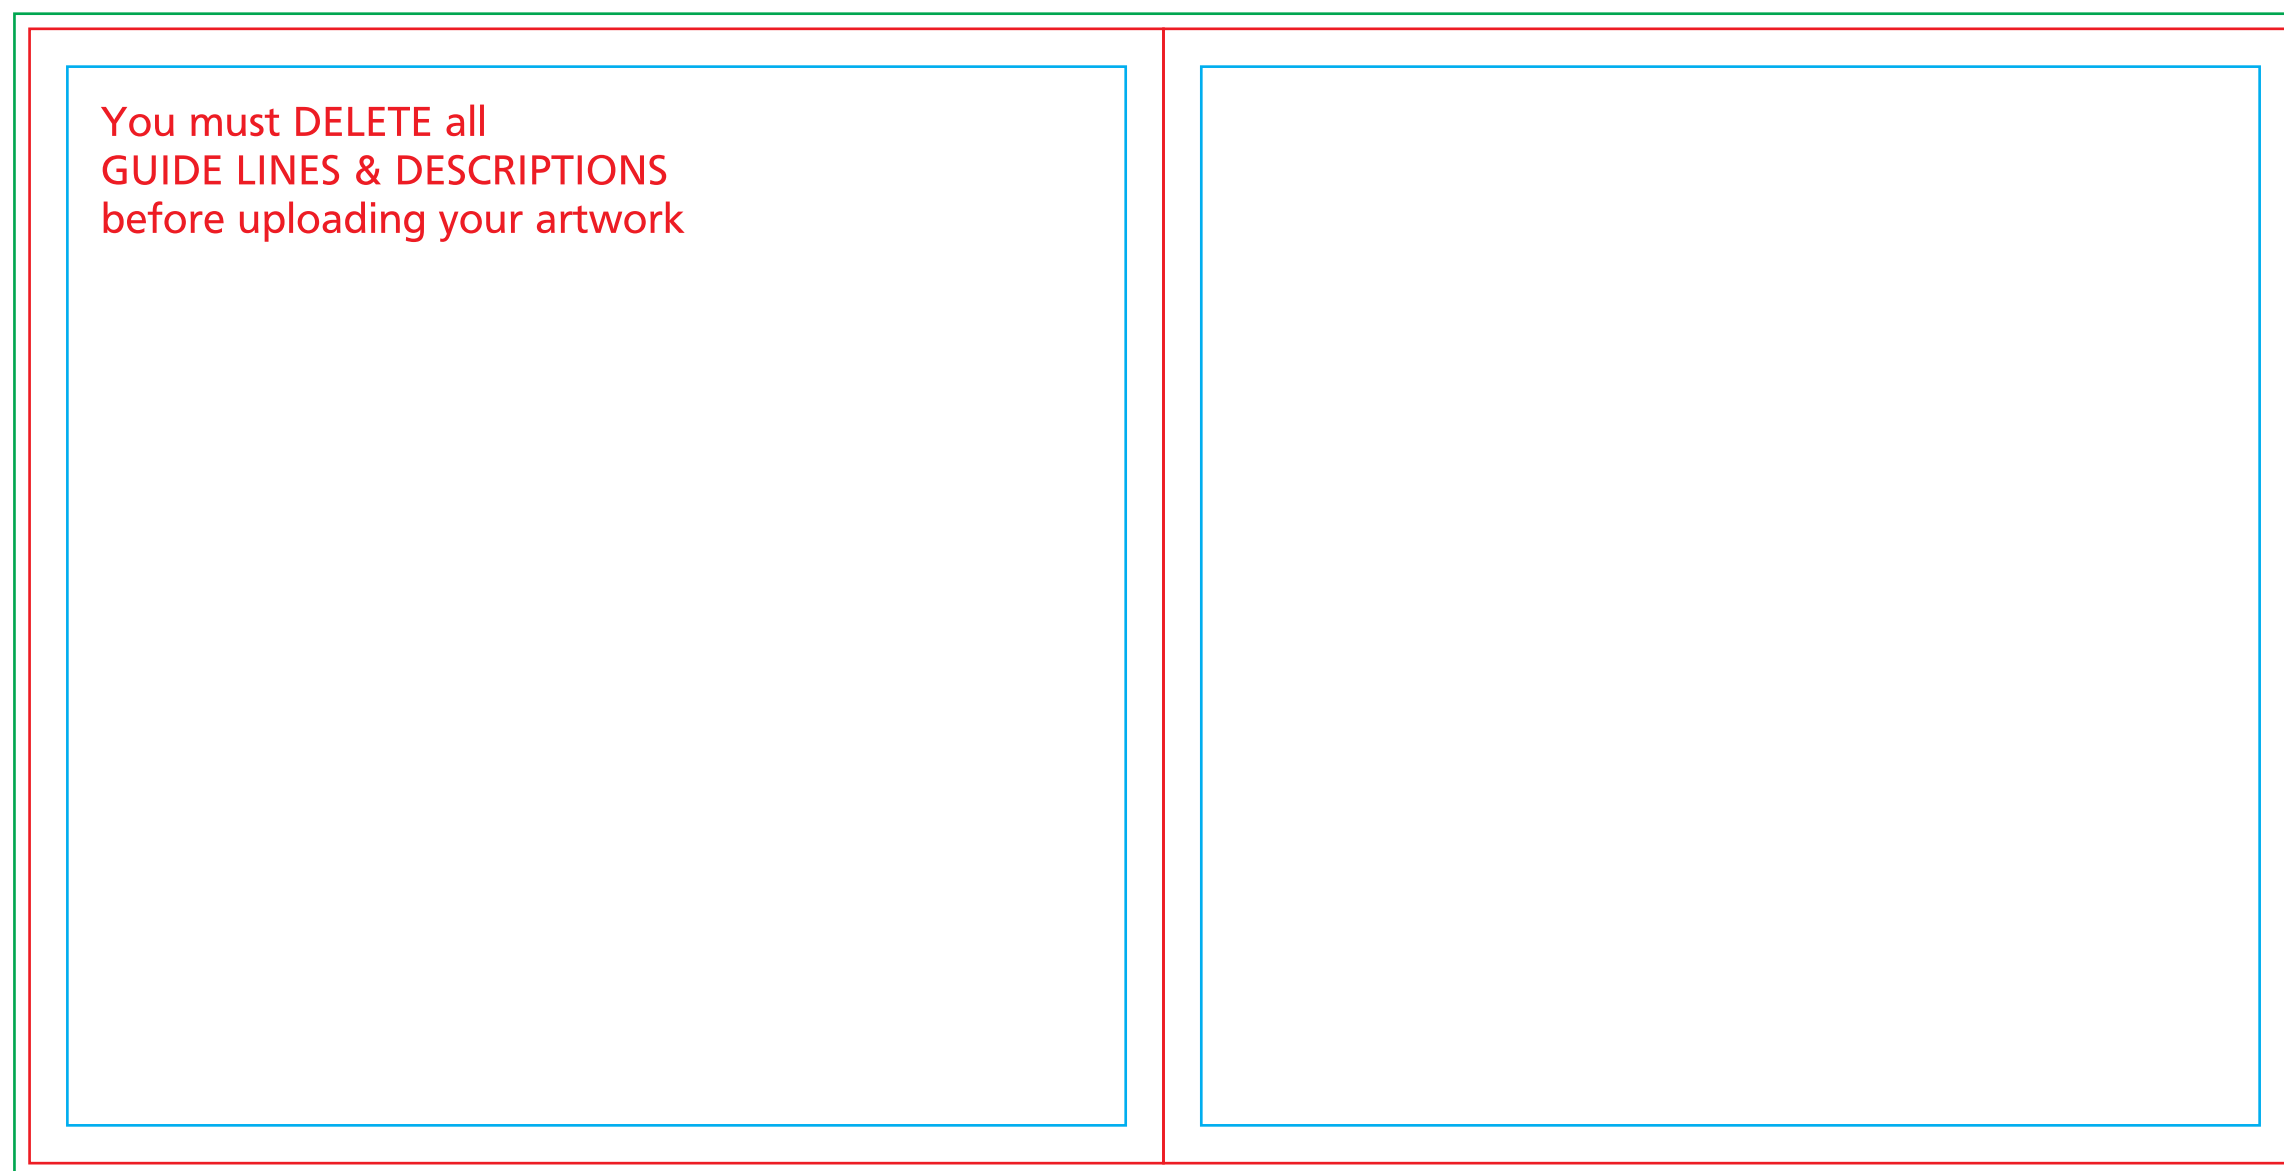 You must DELETE all
GUIDE LINES & DESCRIPTIONS
before uploading your artwork